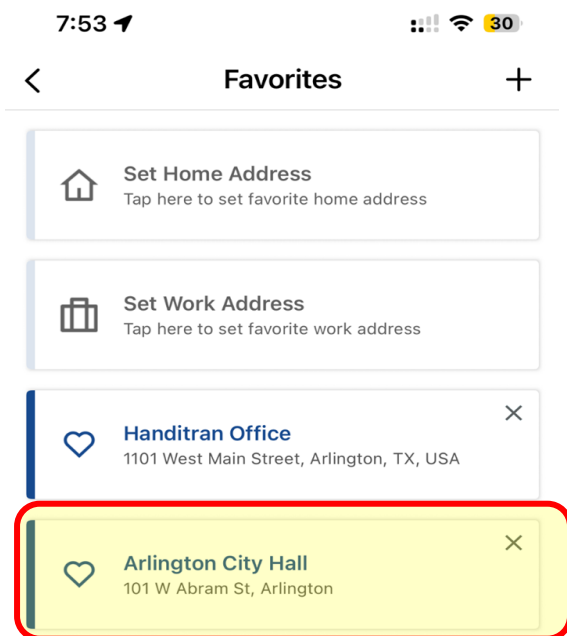 7:53
30
Favorites
Set Home Address
Tap here to set favorite home address
Set Work Address
Tap here to set favorite work address
Handitran Office
1101 West Main Street, Arlington, TX, USA
Arlington City Hall
101 W Abram St, Arlington